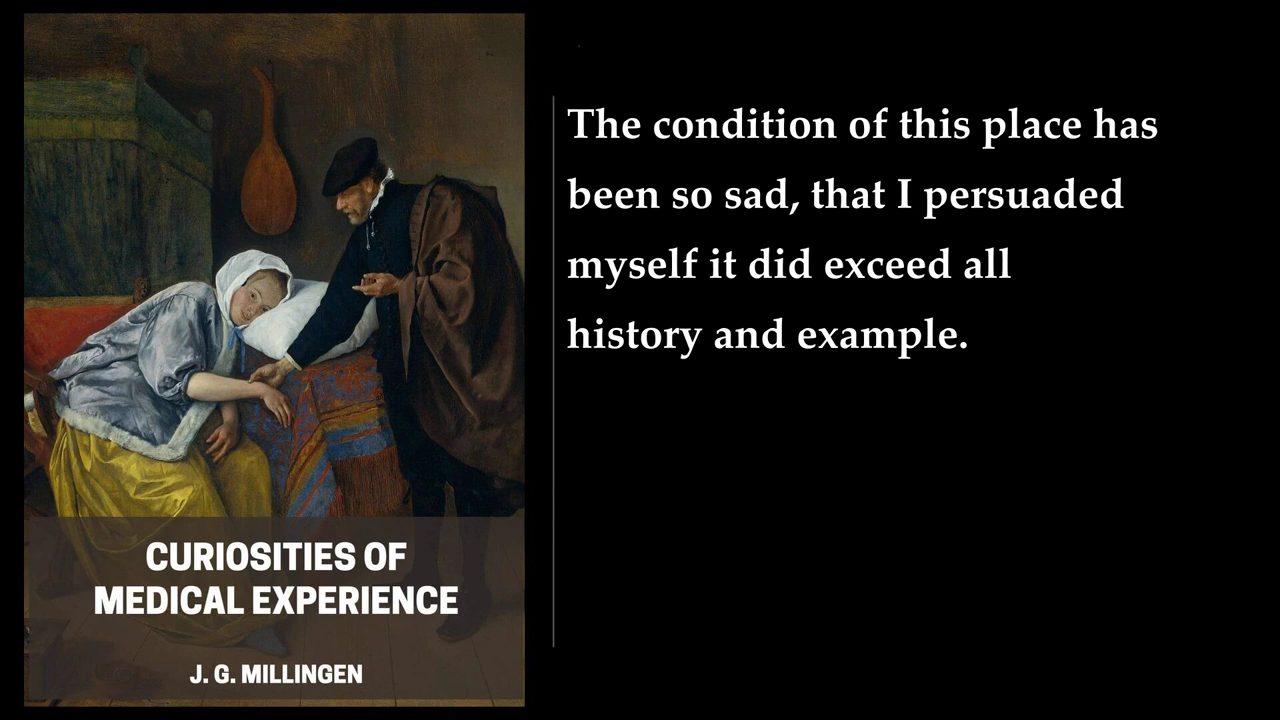 The condition of this place has
been so sad, that I persuaded
myself it did exceed all
history and example.
CURIOSITIES OF
MEDICAL EXPERIENCE
J. G. MILLINGEN